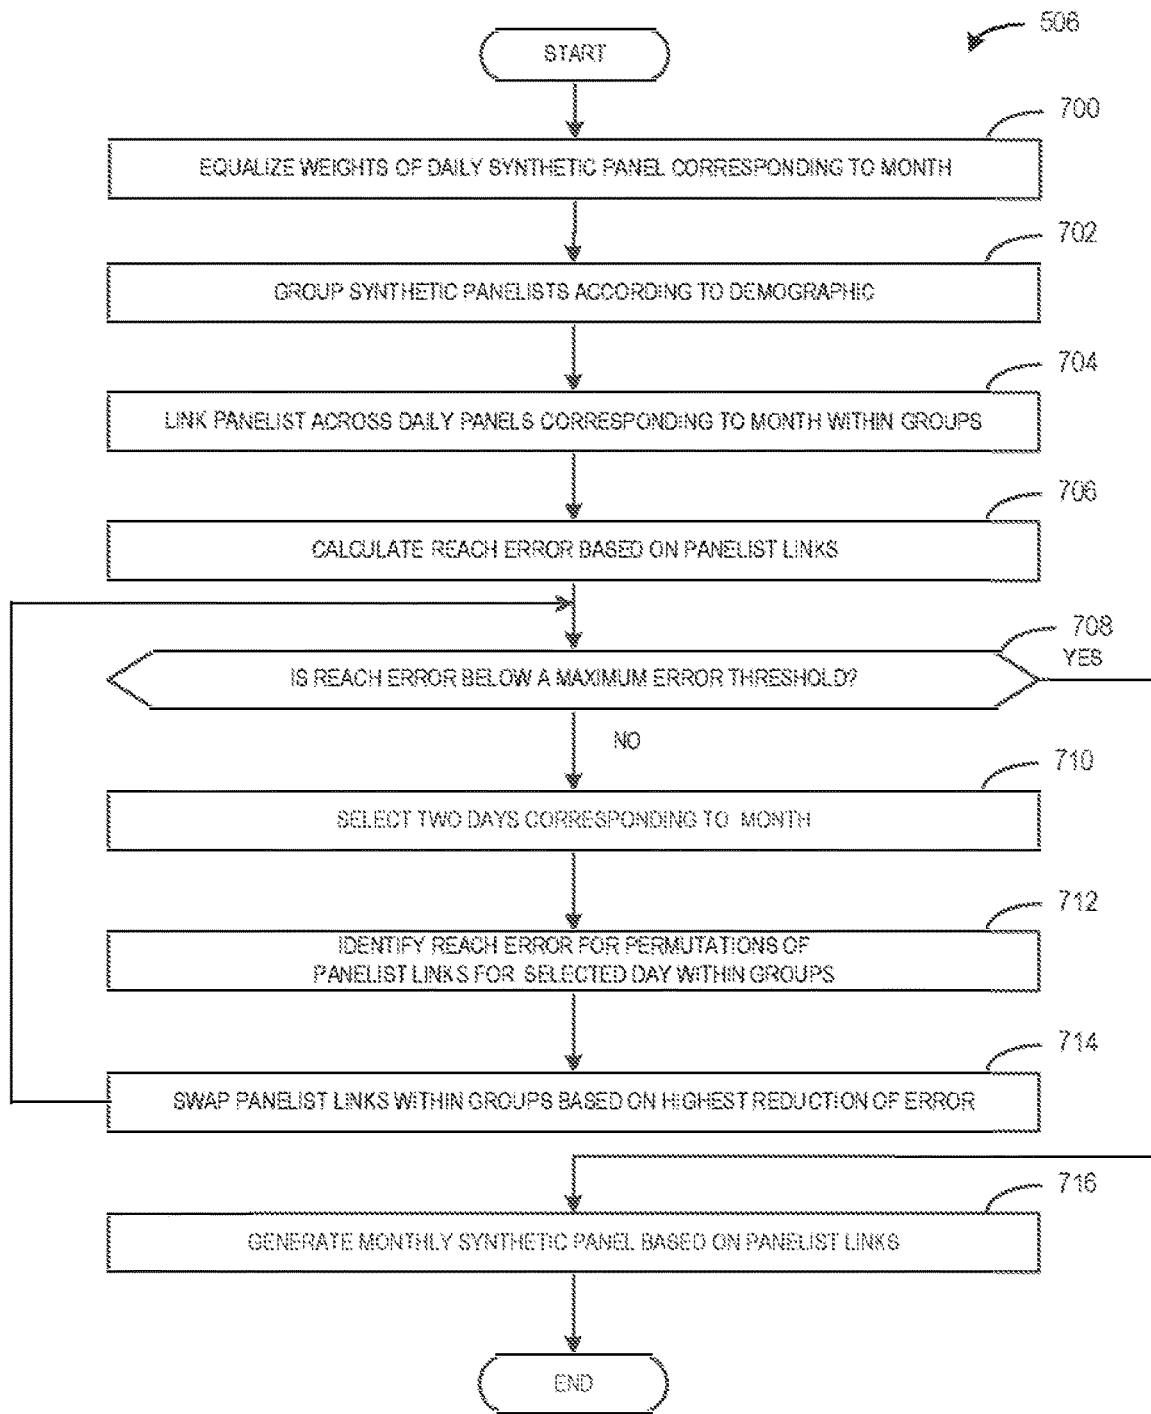 506
START
700
EQUALIZE WEIGHTS OF DAILY SYNTHETIC PANEL CORRESPONDING TO MONTH
702
GROUP SYNTHETIC PANELISTS ACCORDING TO DEMOGRAPHIC
704
LINK PANELIST ACROSS DAILY PANELS CORRESPONDING TO MONTH WITHIN GROUPS
706
CALCULATE REACH ERROR BASED ON PANELIST LINKS
708
IS REACH ERROR BELOW A MAXIMUM ERROR THRESHOLD?
YES
NO
710
SELECT TWO DAYS CORRESPONDING TO MONTH
712
IDENTIFY REACH ERROR FOR PERMUTATIONS OF
PANELIST LINKS FOR SELECTED DAY WITHIN GROUPS
714
SWAP PANELIST LINKS WITHIN GROUPS BASED ON HIGHEST REDUCTION OF ERROR
716
GENERATE MONTHLY SYNTHETIC PANEL BASED ON PANELIST LINKS
END